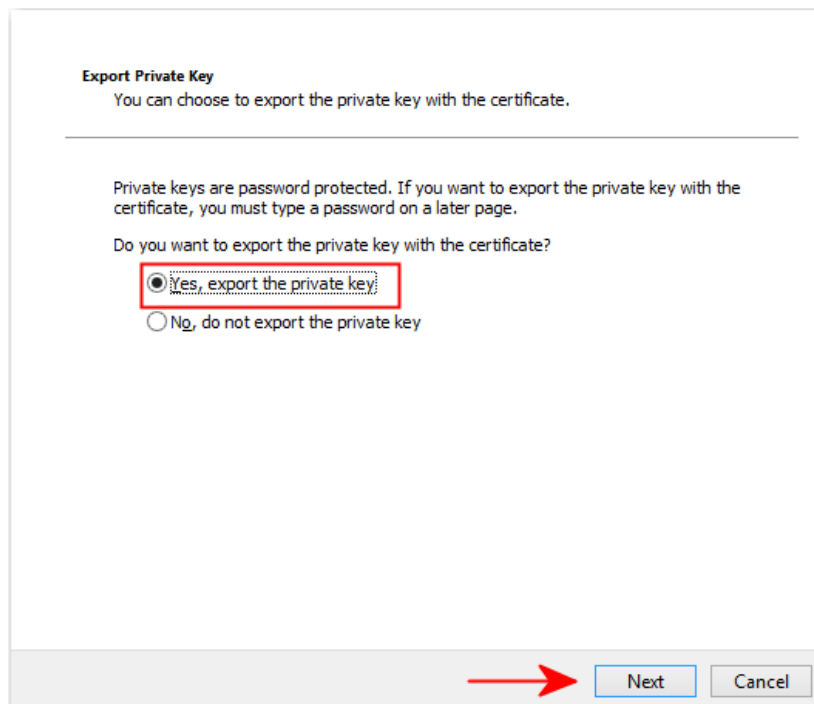 Export Private Key
You can choose to export the private key with the certificate.
Private keys are password protected. If you want to export the private key with the
certificate, you must type a password on a later page.
Do you want to export the private key with the certificate?
Yes, export the private key
No, do not export the private key
Next
Cancel